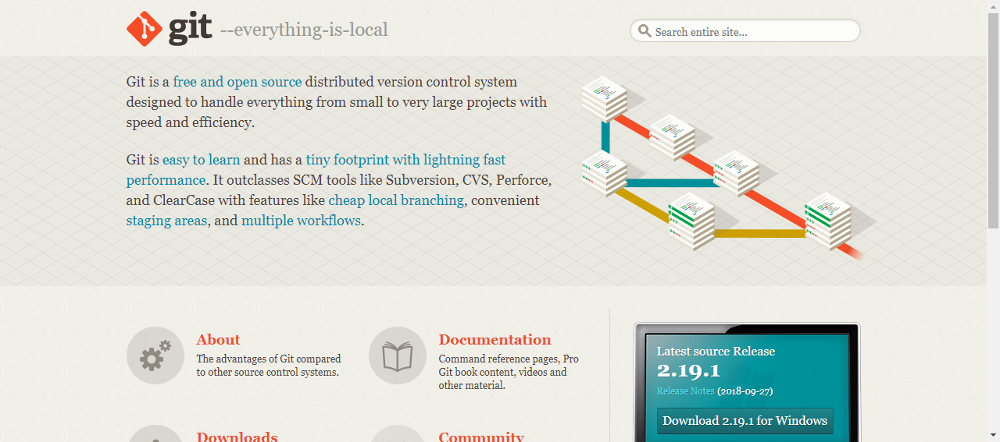 git --everything-is-local
Search entire site...
Git is a free and open source distributed version control system
designed to handle everything from small to very large projects with
speed and efficiency.
Git is easy to learn and has a tiny footprint with lightning fast
performance. It outclasses SCM tools like Subversion, CVS, Perforce,
and ClearCase with features like cheap local branching, convenient
staging areas, and multiple workflows.
About
The advantages of Git compared
to other source control systems.
Documentation
Command reference pages, Pro
Git book content, videos and
other material.
Latest source Release
2.19.1
Release Notes (2018-09-27)
Download 2.19.1 for Windows
Downloads
Community